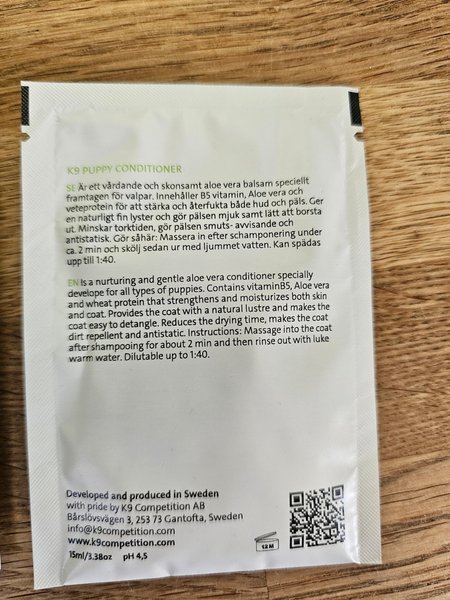 K9 PUPPY CONDITIONER
SE Är ett vårdande och skonsamt aloe vera balsam speciellt
framtagen för valpar. Innehåller B5 vitamin, Aloe vera och
veteprotein för att stärka och återfukta både hud och päls. Ger
en naturligt fin lyster och gör pälsen mjuk samt lätt att borsta
ut. Minskar torktiden, gör pälsen smuts- avvisande och
antistatisk. Gör såhär: Massera in efter schamponering under
ca. 2 min och skölj sedan ur med ljummet vatten. Kan spädas
upp till 1:40.
EN Is a nurturing and gentle aloe vera conditioner specially
develope for all types of puppies. Contains vitaminB5, Aloe vera
and wheat protein that strengthens and moisturizes both skin
and coat. Provides the coat with a natural lustre and makes the
coat easy to detangle. Reduces the drying time, makes the coat
dirt repellent and antistatic. Instructions: Massage into the coat
after shampooing for about 2 min and then rinse out with luke
warm water. Dilutable up to 1:40.
Developed and produced in Sweden
with pride by K9 Competition AB
Bårslövsvägen 3, 253 73 Gantofta, Sweden
info@k9competition.com
www.k9competition.com
15ml/3.38oz pH 4,5
12 M